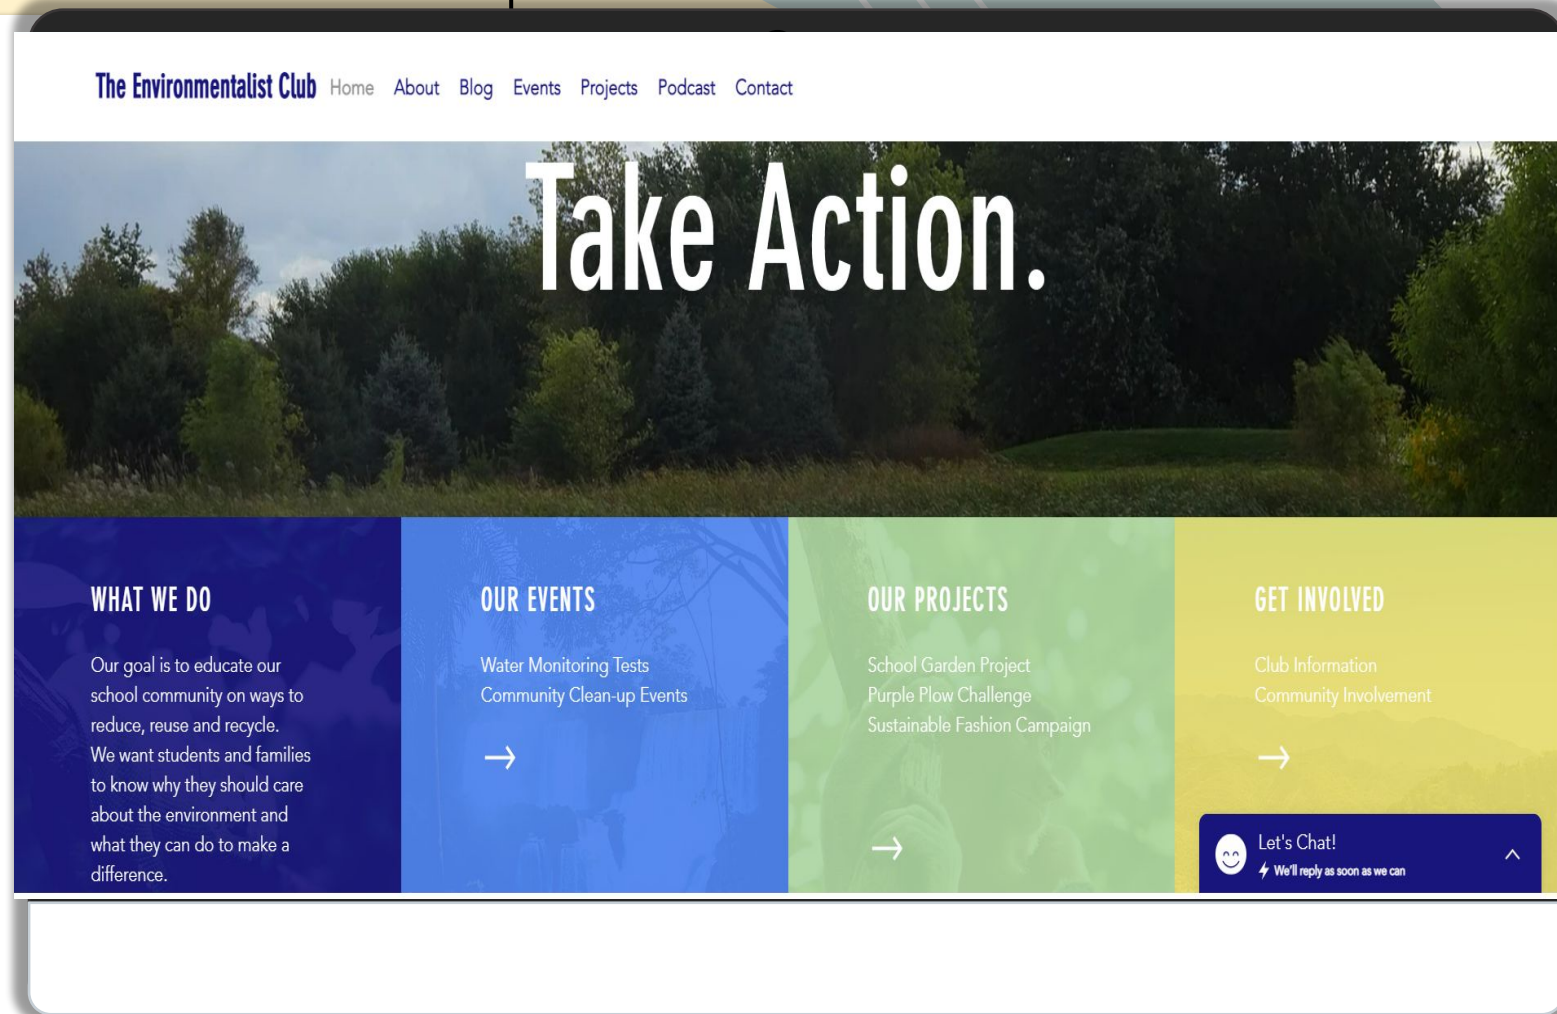 The Environmentalist Club Home About Blog Events Projects Podcast Contact
Take Action.
WHAT WE DO
Our goal is to educate our
school community on ways to
reduce, reuse and recycle.
We want students and families
to know why they should care
about the environment and
what they can do to make a
difference.
OUR EVENTS
Water Monitoring Tests
Community Clean-up Events
OUR PROJECTS
School Garden Project
Purple Plow Challenge
Sustainable Fashion Campaign
GET INVOLVED
Club Information
Community Involvement
Let's Chat!
We'll reply as soon as we can